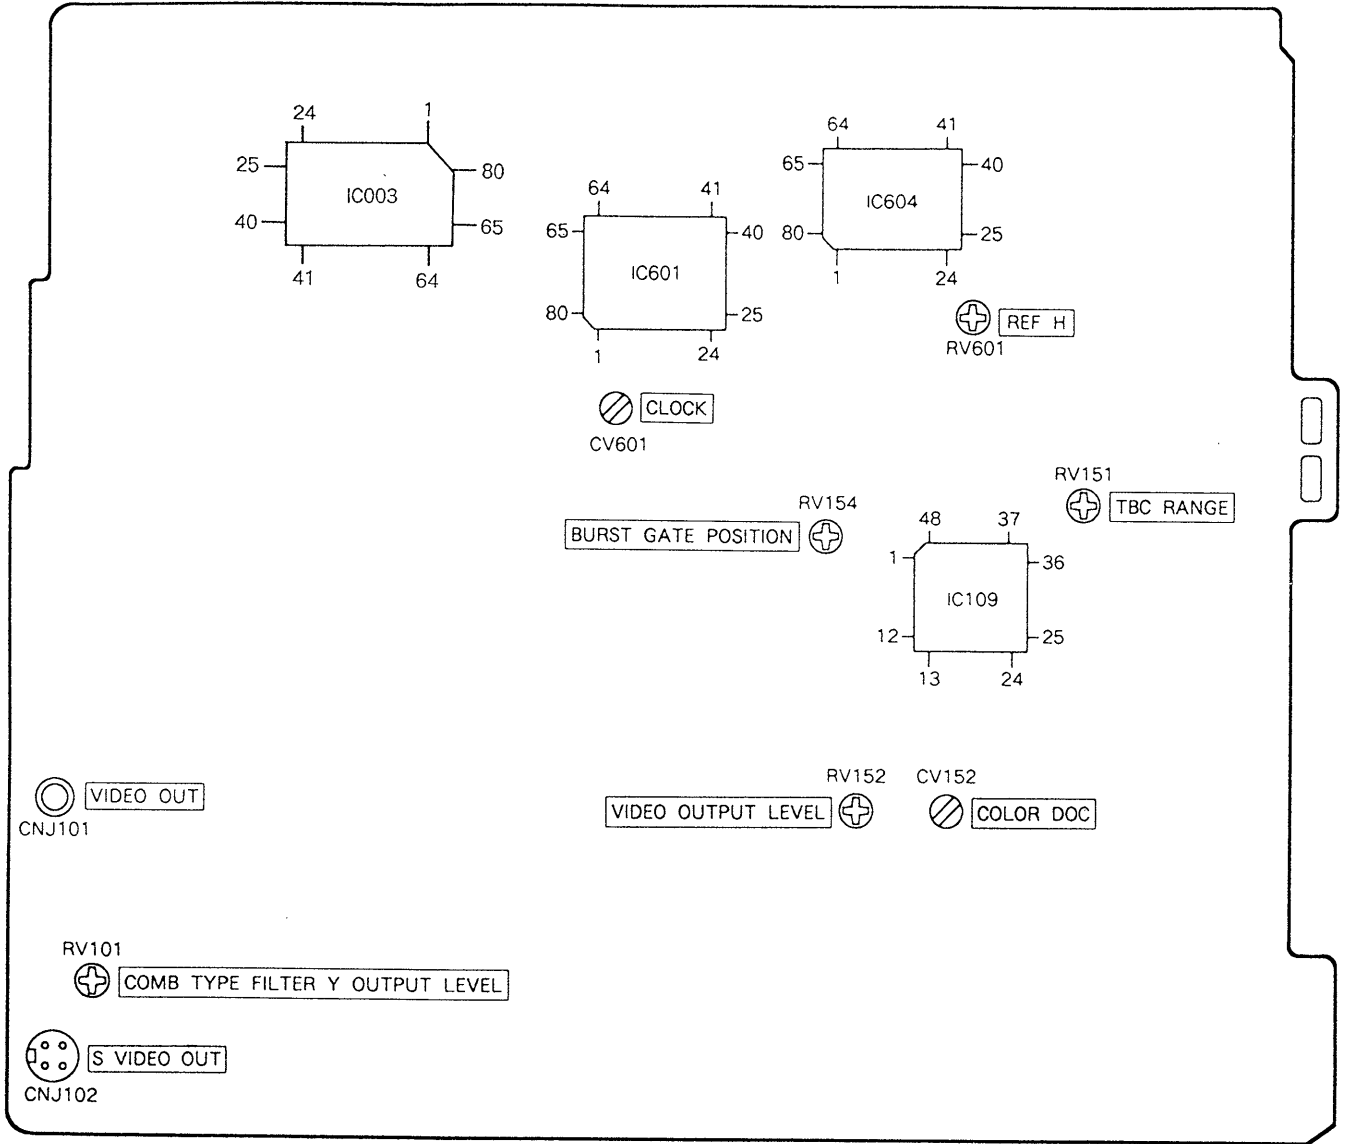 24 1
25 80
IC003
40 65
41 64
64 41
65 40
IC601
80 25
1 24
64 41
65 40
IC604
80 25
1 24
REF H
RV601
CLOCK
CV601
RV151
TBC RANGE
RV154
BURST GATE POSITION
48 37
1 36
IC109
12 25
13 24
VIDEO OUT
CNJ101
RV152 CV152
VIDEO OUTPUT LEVEL COLOR DOC
RV101
COMB TYPE FILTER Y OUTPUT LEVEL
S VIDEO OUT
CNJ102